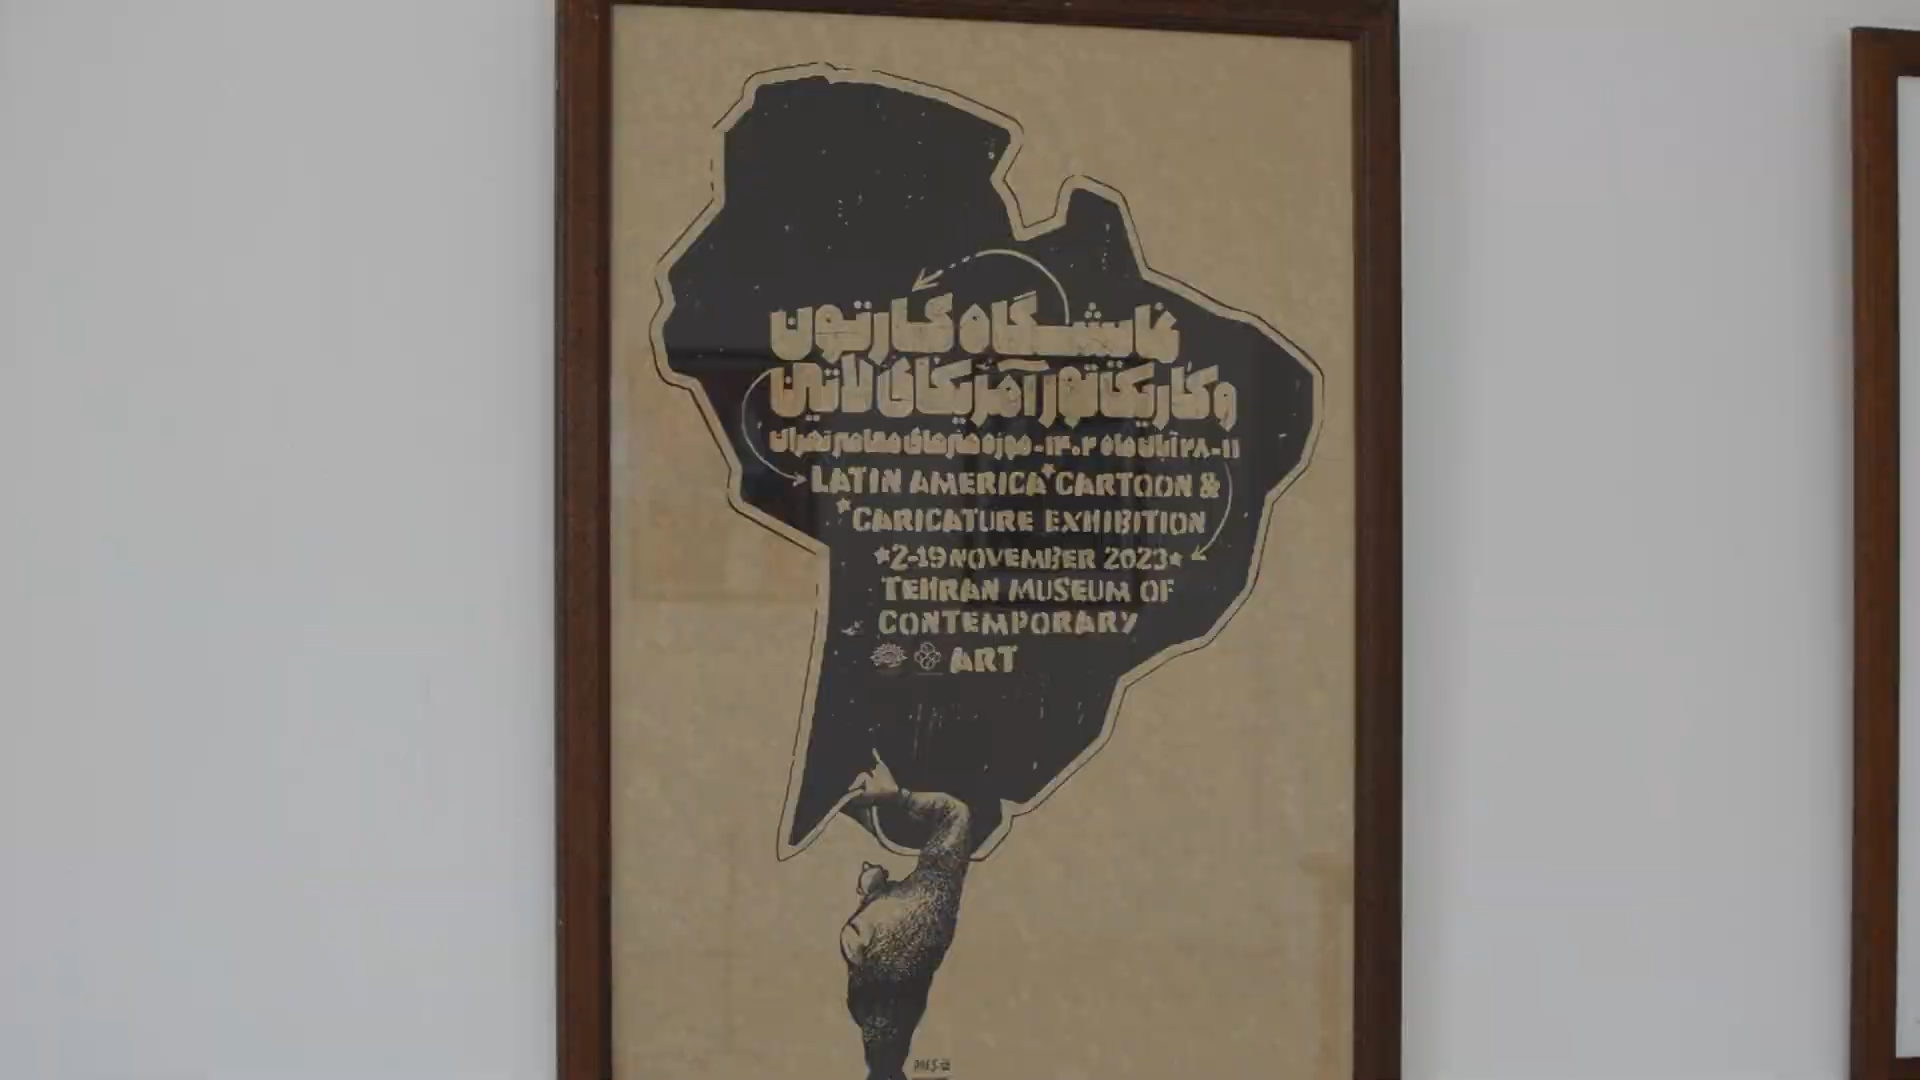 نمایشگاه کارتون
و کاریکاتور آمریکای لاتین
۱۱-۲۸ آبان ماه ۱۴۰۲ - موزه هنرهای معاصر تهران
LATIN AMERICA CARTOON &
CARICATURE EXHIBITION
2-19 NOVEMBER 2023
TEHRAN MUSEUM OF
CONTEMPORARY
ART